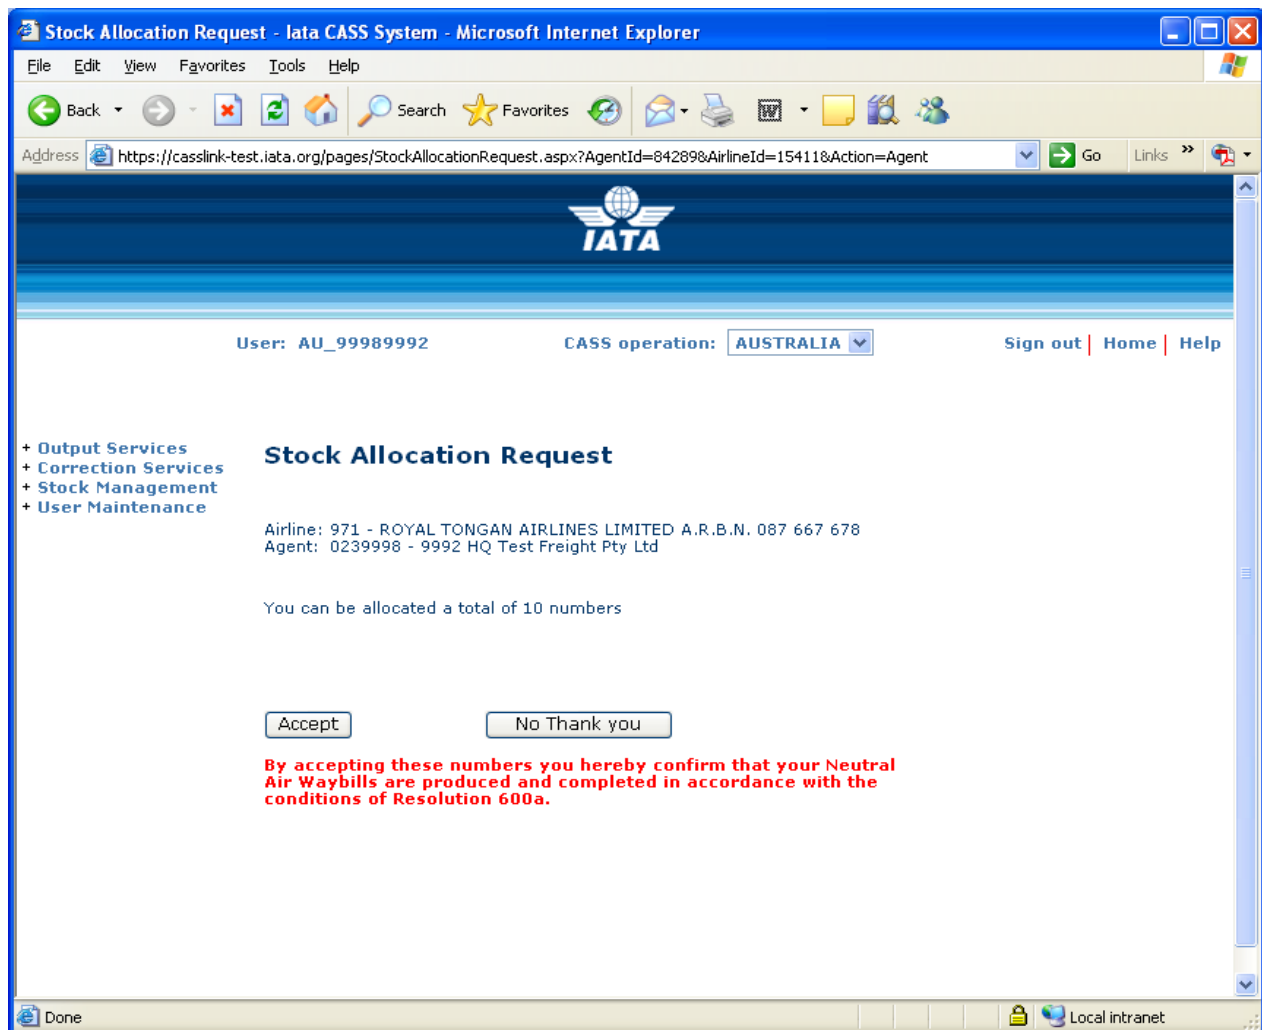 Stock Allocation Request - Iata CASS System - Microsoft Internet Explorer
File Edit View Favorites Tools Help
Back Search Favorites
Address https://casslink-test.iata.org/pages/StockAllocationRequest.aspx?AgentId=84289&AirlineId=15411&Action=Agent Go Links »
IATA
User: AU_99989992 CASS operation: AUSTRALIA Sign out | Home | Help
+ Output Services
+ Correction Services
+ Stock Management
+ User Maintenance
Stock Allocation Request
Airline: 971 - ROYAL TONGAN AIRLINES LIMITED A.R.B.N. 087 667 678
Agent: 0239998 - 9992 HQ Test Freight Pty Ltd
You can be allocated a total of 10 numbers
Accept No Thank you
By accepting these numbers you hereby confirm that your Neutral
Air Waybills are produced and completed in accordance with the
conditions of Resolution 600a.
Done Local intranet